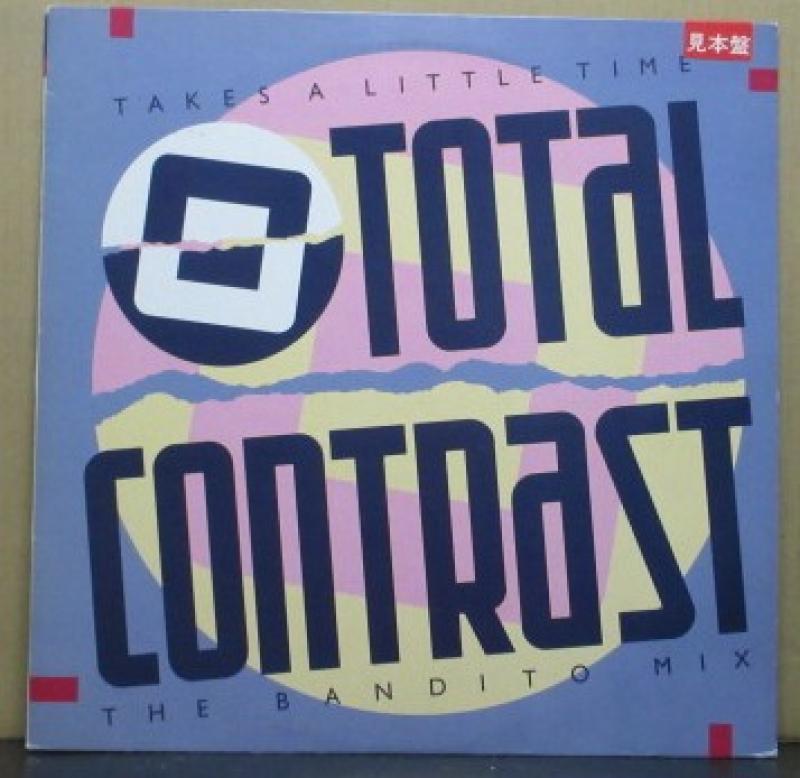 見本盤
TAKES A LITTLE TIME
TOTaL
CONTRaST
THE BANDITO MIX